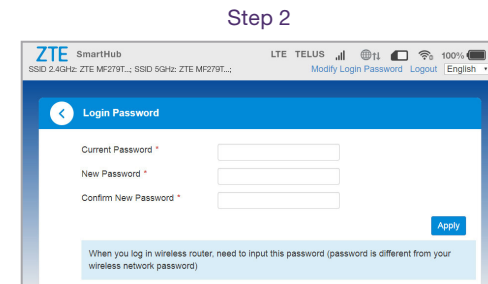 Step 2
ZTE SmartHub LTE TELUS 100%
SSID 2.4GHz: ZTE MF279T...; SSID 5GHz: ZTE MF279T...; Modify Login Password Logout English
Login Password
Current Password *
New Password *
Confirm New Password *
Apply
When you log in wireless router, need to input this password (password is different from your
wireless network password)